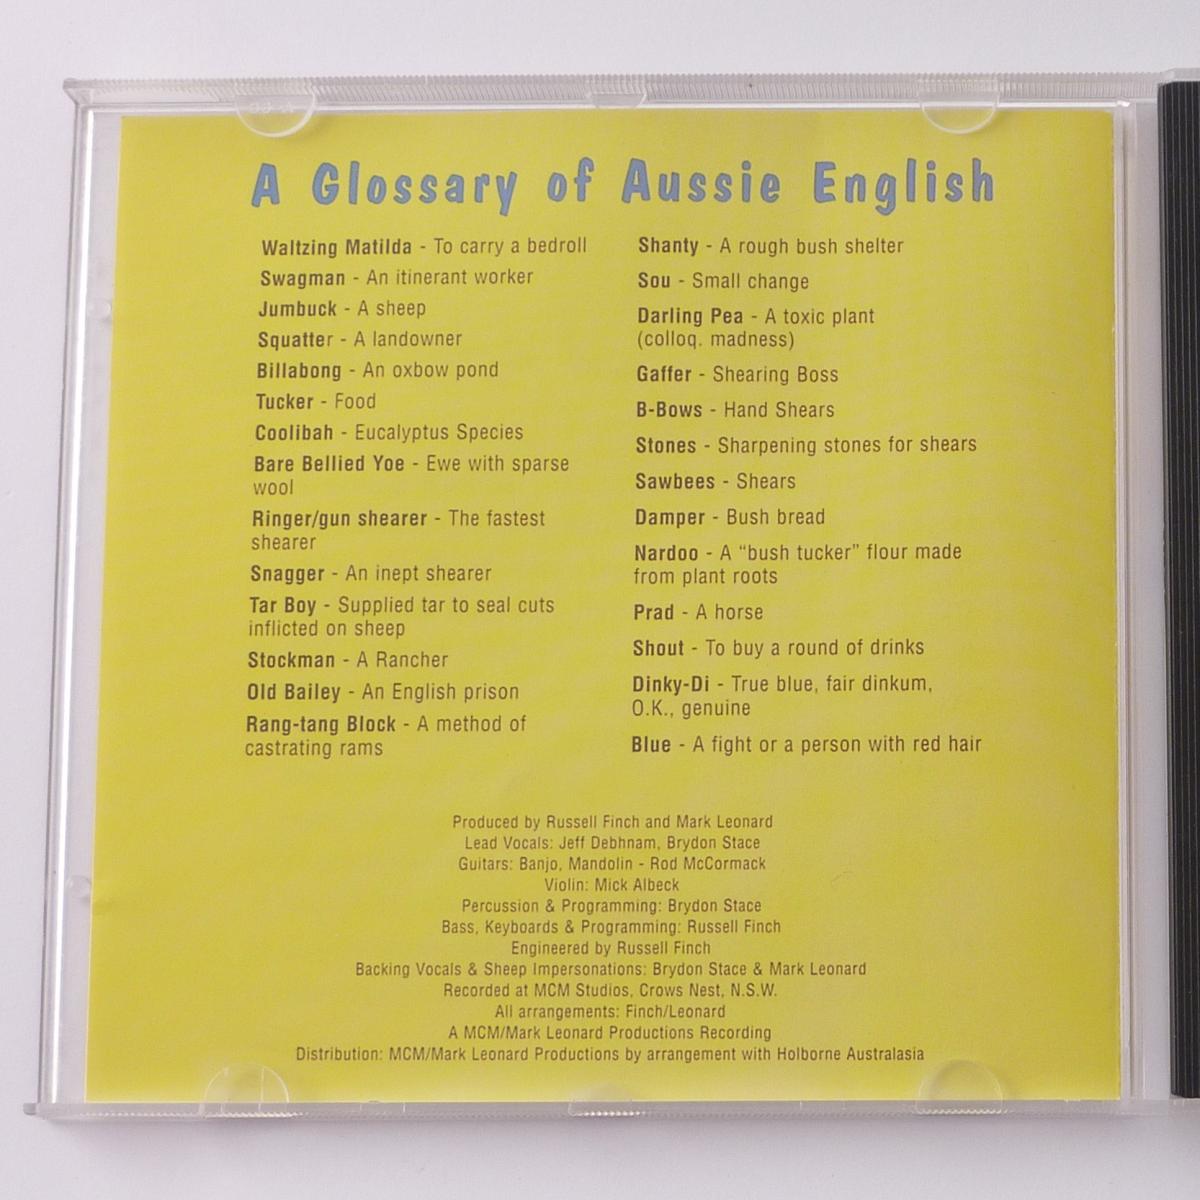 A Glossary of Aussie English
Waltzing Matilda - To carry a bedroll
Swagman - An itinerant worker
Jumbuck - A sheep
Squatter - A landowner
Billabong - An oxbow pond
Tucker - Food
Coolibah - Eucalyptus Species
Bare Bellied Yoe - Ewe with sparse
wool
Ringer/gun shearer - The fastest
shearer
Snagger - An inept shearer
Tar Boy - Supplied tar to seal cuts
inflicted on sheep
Stockman - A Rancher
Old Bailey - An English prison
Rang-tang Block - A method of
castrating rams
Shanty - A rough bush shelter
Sou - Small change
Darling Pea - A toxic plant
(colloq. madness)
Gaffer - Shearing Boss
B-Bows - Hand Shears
Stones - Sharpening stones for shears
Sawbees - Shears
Damper - Bush bread
Nardoo - A “bush tucker” flour made
from plant roots
Prad - A horse
Shout - To buy a round of drinks
Dinky-Di - True blue, fair dinkum,
O.K., genuine
Blue - A fight or a person with red hair
Produced by Russell Finch and Mark Leonard
Lead Vocals: Jeff Debhnam, Brydon Stace
Guitars: Banjo, Mandolin - Rod McCormack
Violin: Mick Albeck
Percussion & Programming: Brydon Stace
Bass, Keyboards & Programming: Russell Finch
Engineered by Russell Finch
Backing Vocals & Sheep Impersonations: Brydon Stace & Mark Leonard
Recorded at MCM Studios, Crows Nest, N.S.W.
All arrangements: Finch/Leonard
A MCM/Mark Leonard Productions Recording
Distribution: MCM/Mark Leonard Productions by arrangement with Holborne Australasia